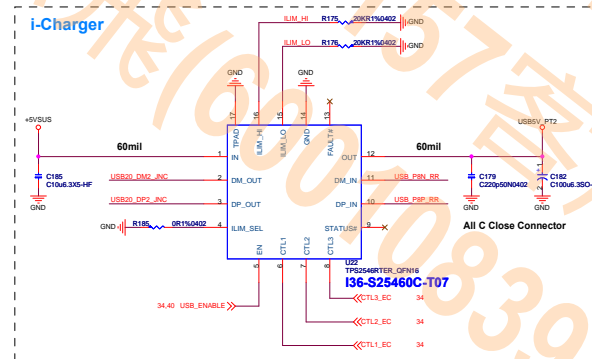 i-Charger
ILIM_HI
R175
20KR1%0402
GND
ILIM_LO
R176
20KR1%0402
GND
GND
GND
+5VSUS
USB5V_PT2
17
16
15
14
13
TPAD
ILIM_HI
ILIM_LO
GND
FAULT#
60mil
60mil
1
IN
OUT
12
C185
C10u6.3X5-HF
GND
USB20_DM2_JNC
2
DM_OUT
DM_IN
11
USB_P8N_RR
C179
C220p50N0402
GND
1
+
2
C182
C100u6.3SO-
GND
USB20_DP2_JNC
3
DP_OUT
DP_IN
10
USB_P8P_RR
GND
R185
0R1%0402
4
ILIM_SEL
STATUS#
9
All C Close Connector
EN
CTL1
CTL2
CTL3
5
6
7
8
U22
TPS2546RTER_QFN16
I36-S25460C-T07
34,40 USB_ENABLE
CTL3_EC 34
CTL2_EC 34
CTL1_EC 34